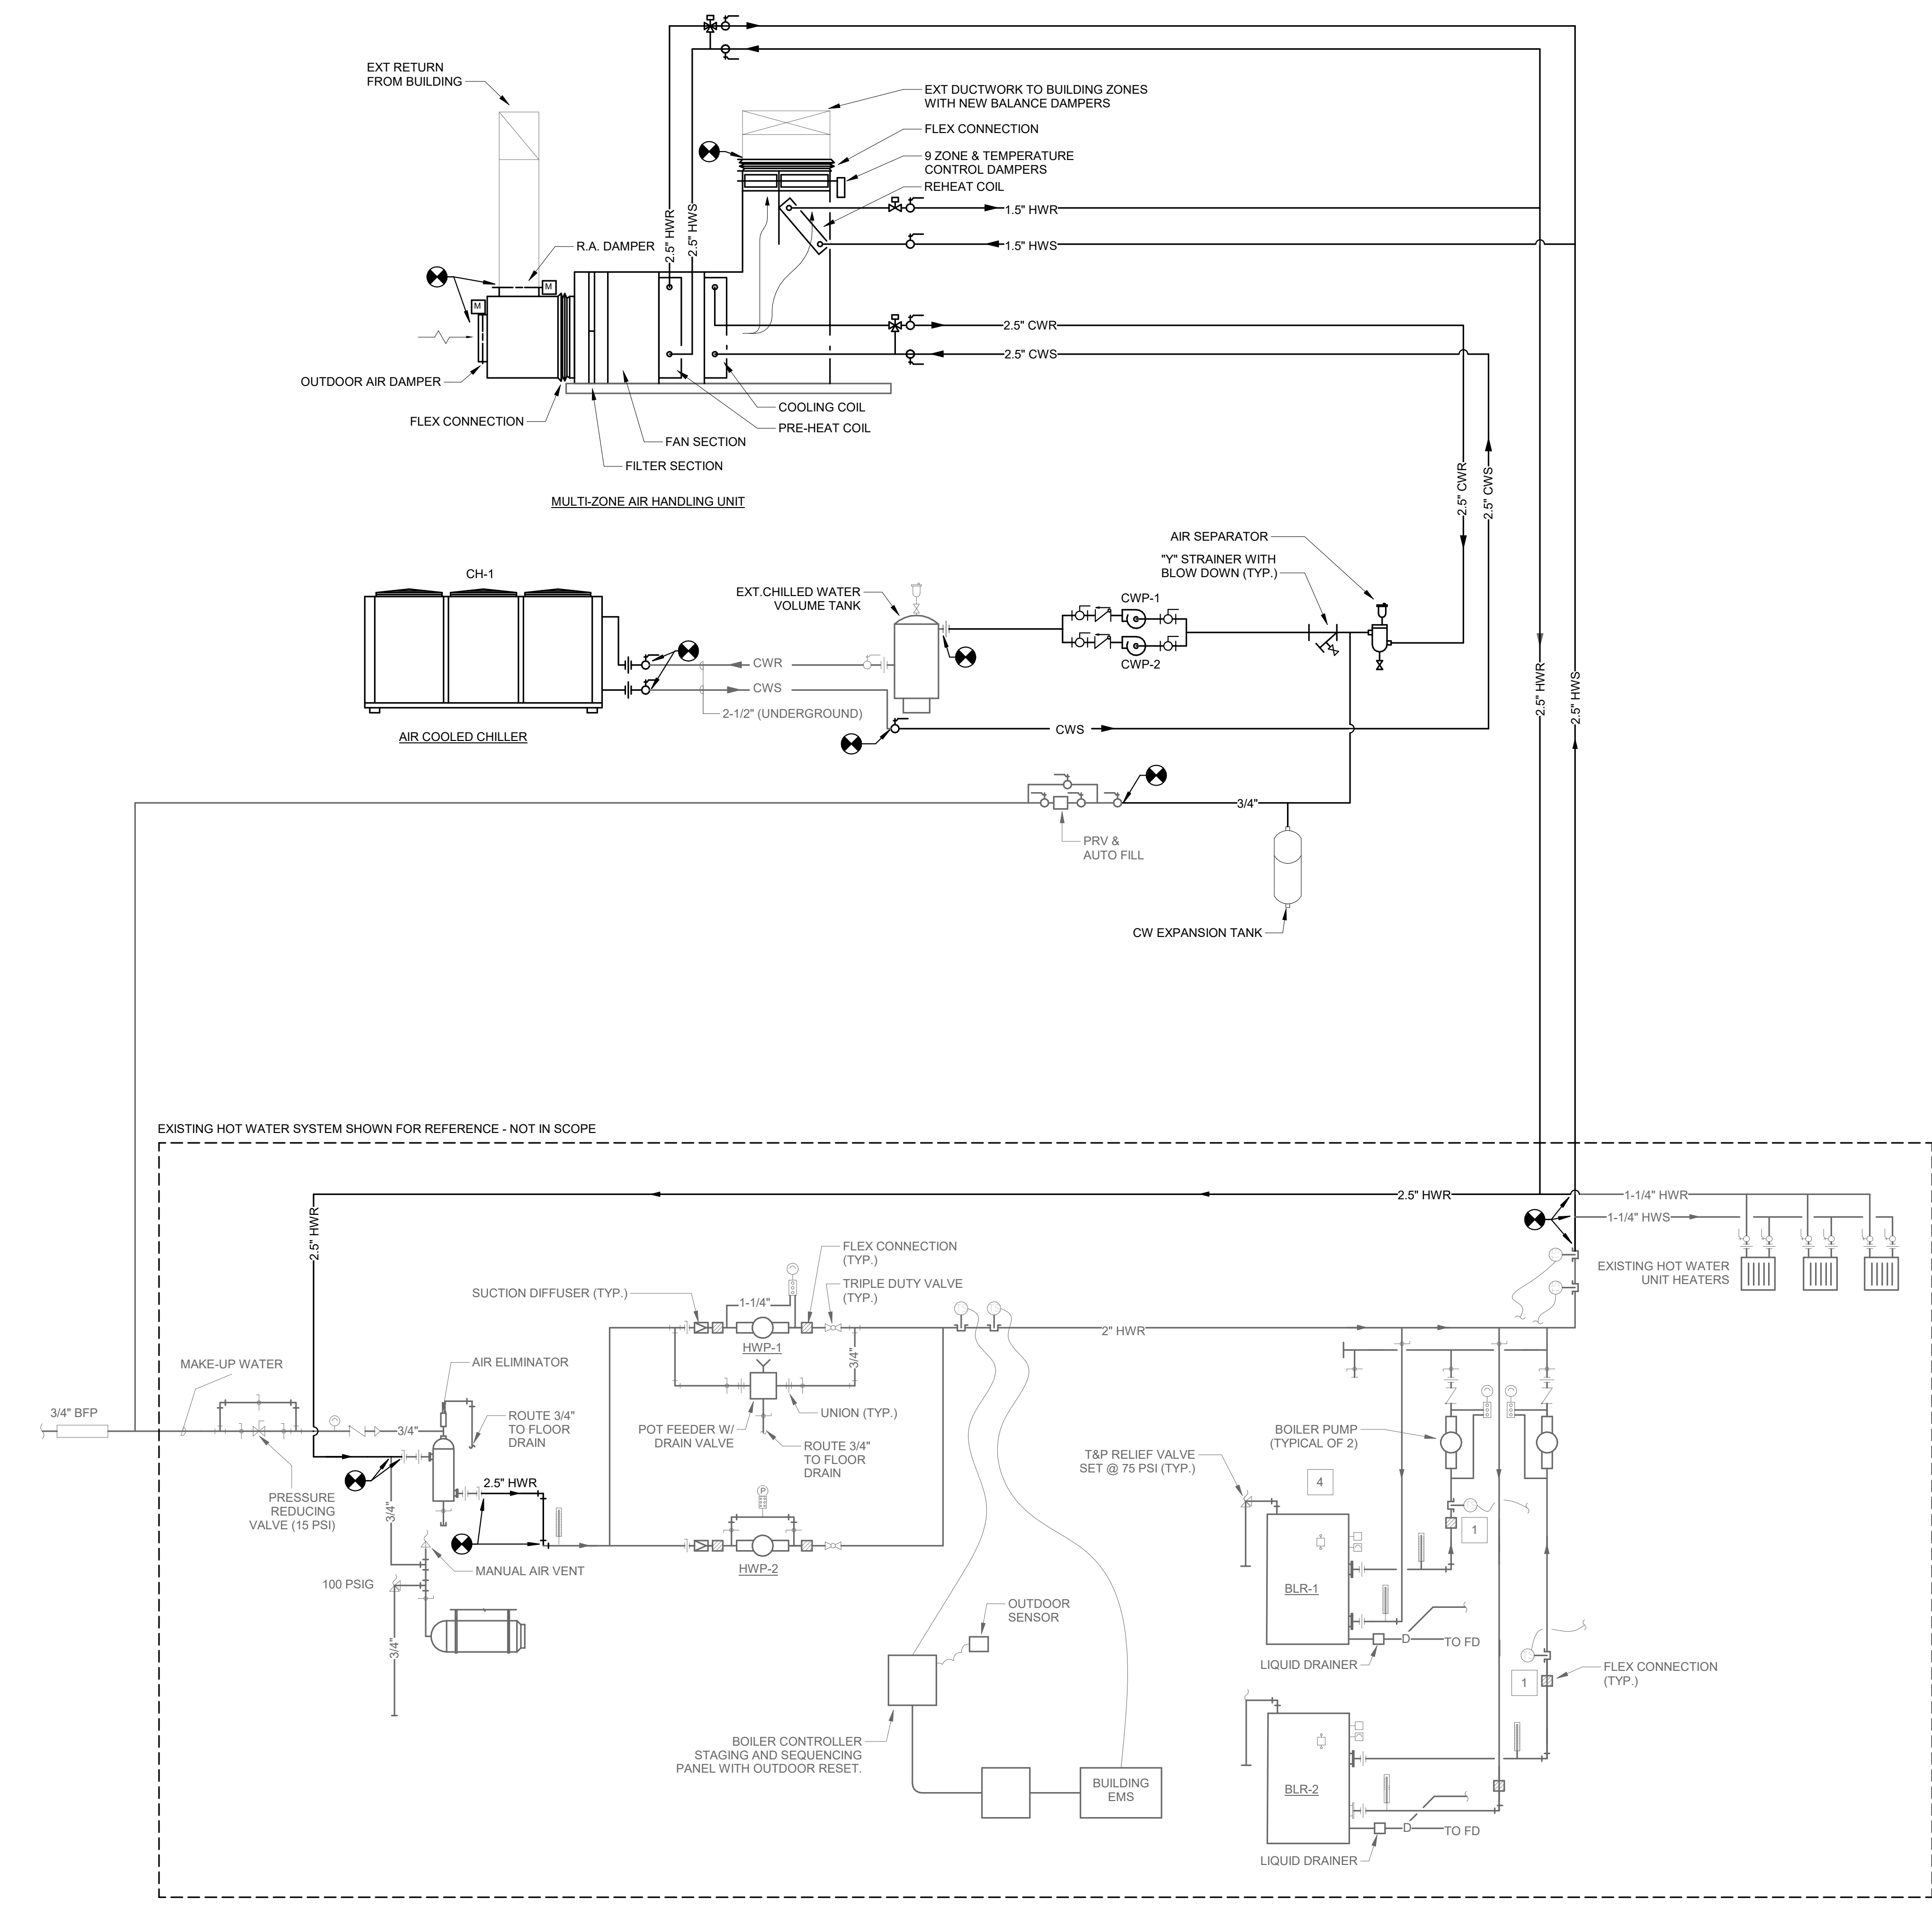 EXT RETURN
FROM BUILDING
EXT DUCTWORK TO BUILDING ZONES
WITH NEW BALANCE DAMPERS
FLEX CONNECTION
9 ZONE & TEMPERATURE
CONTROL DAMPERS
REHEAT COIL
2.5" HWR
2.5" HWS
1.5" HWR
1.5" HWS
R.A. DAMPER
M
M
2.5" CWR
2.5" CWS
OUTDOOR AIR DAMPER
FLEX CONNECTION
COOLING COIL
PRE-HEAT COIL
FAN SECTION
FILTER SECTION
MULTI-ZONE AIR HANDLING UNIT
2.5" CWR
2.5" CWS
AIR SEPARATOR
"Y" STRAINER WITH
BLOW DOWN (TYP.)
CH-1
EXT.CHILLED WATER
VOLUME TANK
CWP-1
CWP-2
CWR
CWS
2-1/2" (UNDERGROUND)
CWS
AIR COOLED CHILLER
2.5" HWR
2.5" HWS
3/4"
PRV &
AUTO FILL
CW EXPANSION TANK
EXISTING HOT WATER SYSTEM SHOWN FOR REFERENCE - NOT IN SCOPE
2.5" HWR
1-1/4" HWR
1-1/4" HWS
2.5" HWR
EXISTING HOT WATER
UNIT HEATERS
FLEX CONNECTION
(TYP.)
TRIPLE DUTY VALVE
(TYP.)
SUCTION DIFFUSER (TYP.)
1-1/4"
HWP-1
2" HWR
3/4"
MAKE-UP WATER
AIR ELIMINATOR
3/4" BFP
3/4"
ROUTE 3/4"
TO FLOOR
DRAIN
POT FEEDER W/
DRAIN VALVE
UNION (TYP.)
ROUTE 3/4"
TO FLOOR
DRAIN
BOILER PUMP
(TYPICAL OF 2)
T&P RELIEF VALVE
SET @ 75 PSI (TYP.)
4
2.5" HWR
PRESSURE
REDUCING
VALVE (15 PSI)
3/4"
P
HWP-2
1
MANUAL AIR VENT
100 PSIG
3/4"
BLR-1
OUTDOOR
SENSOR
D
TO FD
LIQUID DRAINER
FLEX CONNECTION
(TYP.)
1
BOILER CONTROLLER
STAGING AND SEQUENCING
PANEL WITH OUTDOOR RESET.
BUILDING
EMS
BLR-2
D
TO FD
LIQUID DRAINER